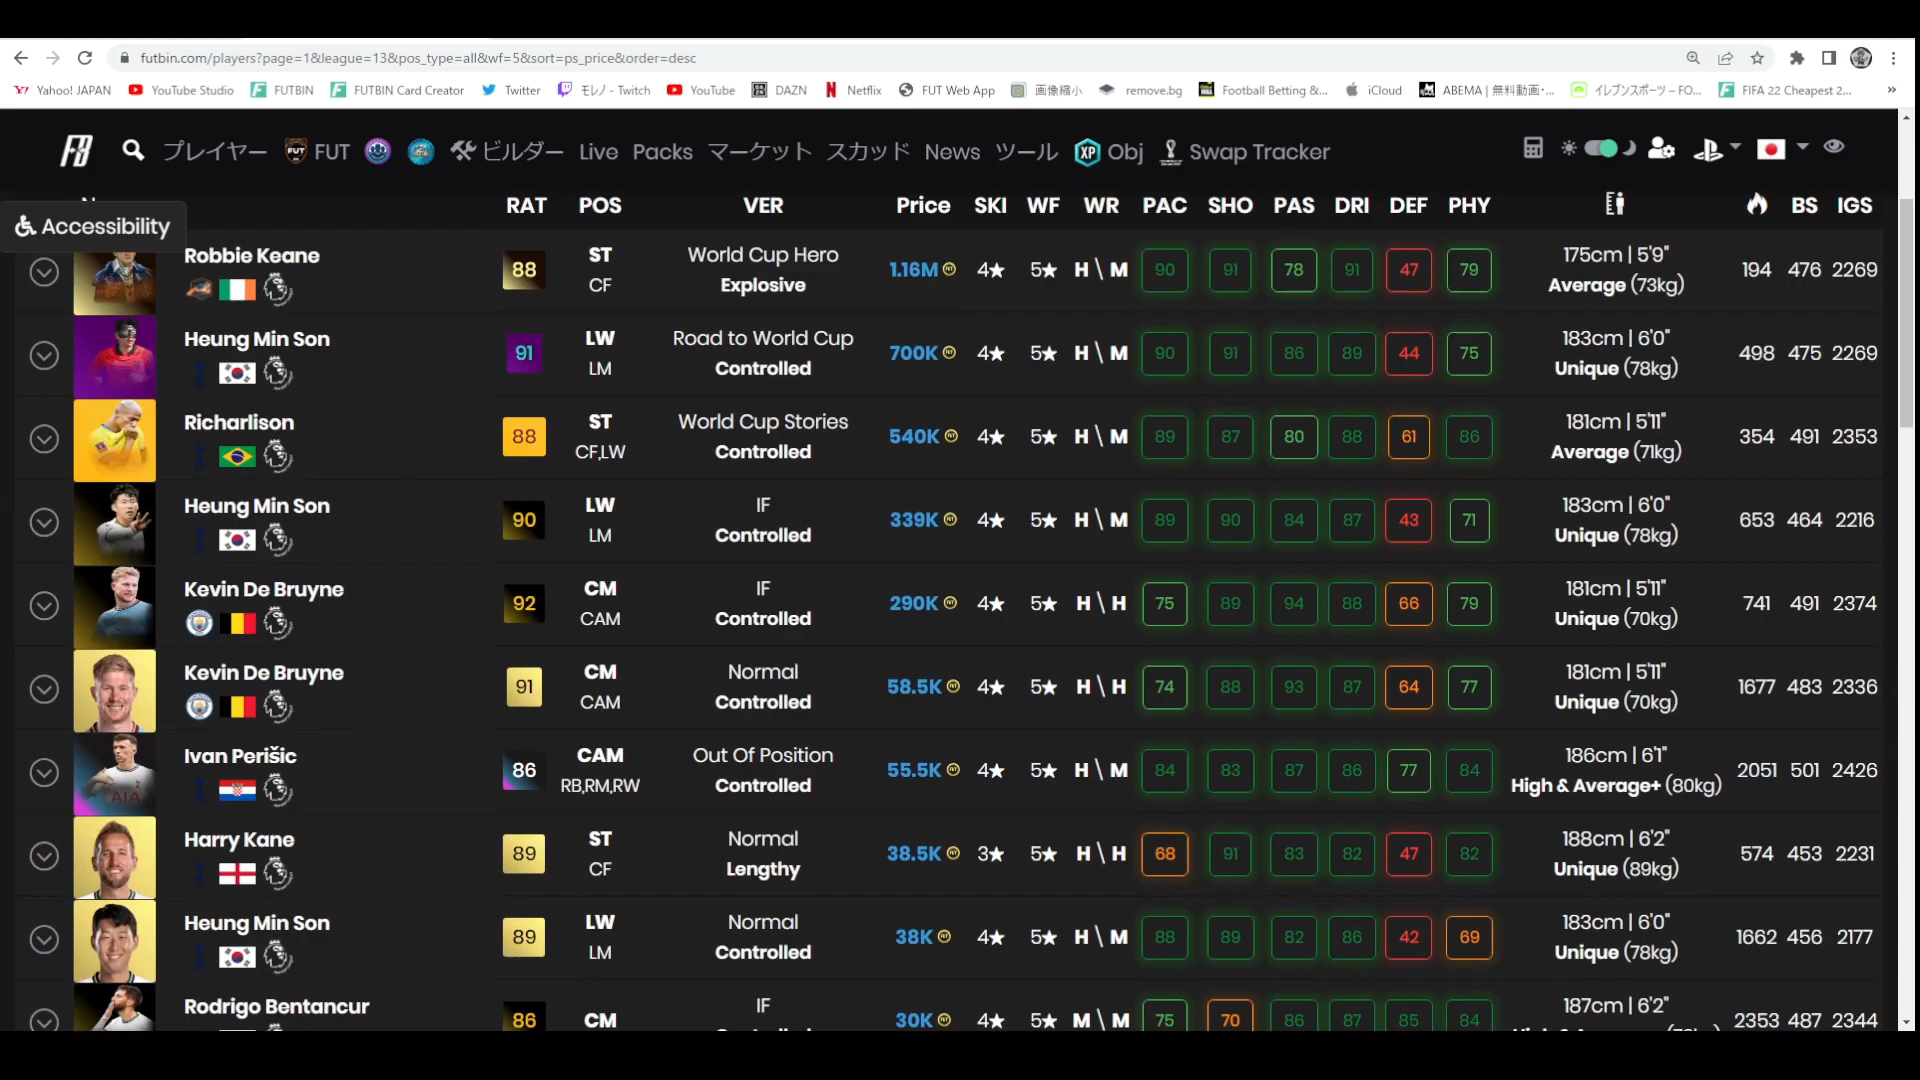 futbin.com/players?page=1&league=13&pos_type=all&wf=5&sort=ps_price&order=desc
Yahoo! JAPAN YouTube Studio FUTBIN FUTBIN Card Creator Twitter モレノ - Twitch YouTube DAZN Netflix FUT Web App 画像縮小 remove.bg Football Betting &... iCloud ABEMA | 無料動画・... イレブンスポーツ – FO... FIFA 22 Cheapest 2... »
プレイヤー FUT ビルダー Live Packs マーケット スカッド News ツール XP Obj Swap Tracker
RAT POS VER Price SKI WF WR PAC SHO PAS DRI DEF PHY BS IGS
Accessibility
Robbie Keane 88 ST CF World Cup Hero Explosive 1.16M 4★ 5★ H \ M 90 91 78 91 47 79 175cm | 5'9" Average (73kg) 194 476 2269
Heung Min Son 91 LW LM Road to World Cup Controlled 700K 4★ 5★ H \ M 90 91 86 89 44 75 183cm | 6'0" Unique (78kg) 498 475 2269
Richarlison 88 ST CF,LW World Cup Stories Controlled 540K 4★ 5★ H \ M 89 87 80 88 61 86 181cm | 5'11" Average (71kg) 354 491 2353
Heung Min Son 90 LW LM IF Controlled 339K 4★ 5★ H \ M 89 90 84 87 43 71 183cm | 6'0" Unique (78kg) 653 464 2216
Kevin De Bruyne 92 CM CAM IF Controlled 290K 4★ 5★ H \ H 75 89 94 88 66 79 181cm | 5'11" Unique (70kg) 741 491 2374
Kevin De Bruyne 91 CM CAM Normal Controlled 58.5K 4★ 5★ H \ H 74 88 93 87 64 77 181cm | 5'11" Unique (70kg) 1677 483 2336
Ivan Perišic 86 CAM RB,RM,RW Out Of Position Controlled 55.5K 4★ 5★ H \ M 84 83 87 86 77 84 186cm | 6'1" High & Average+ (80kg) 2051 501 2426
Harry Kane 89 ST CF Normal Lengthy 38.5K 3★ 5★ H \ H 68 91 83 82 47 82 188cm | 6'2" Unique (89kg) 574 453 2231
Heung Min Son 89 LW LM Normal Controlled 38K 4★ 5★ H \ M 88 89 82 86 42 69 183cm | 6'0" Unique (78kg) 1662 456 2177
Rodrigo Bentancur 86 CM IF 30K 4★ 5★ M \ M 75 70 86 87 85 84 187cm | 6'2" 2353 487 2344